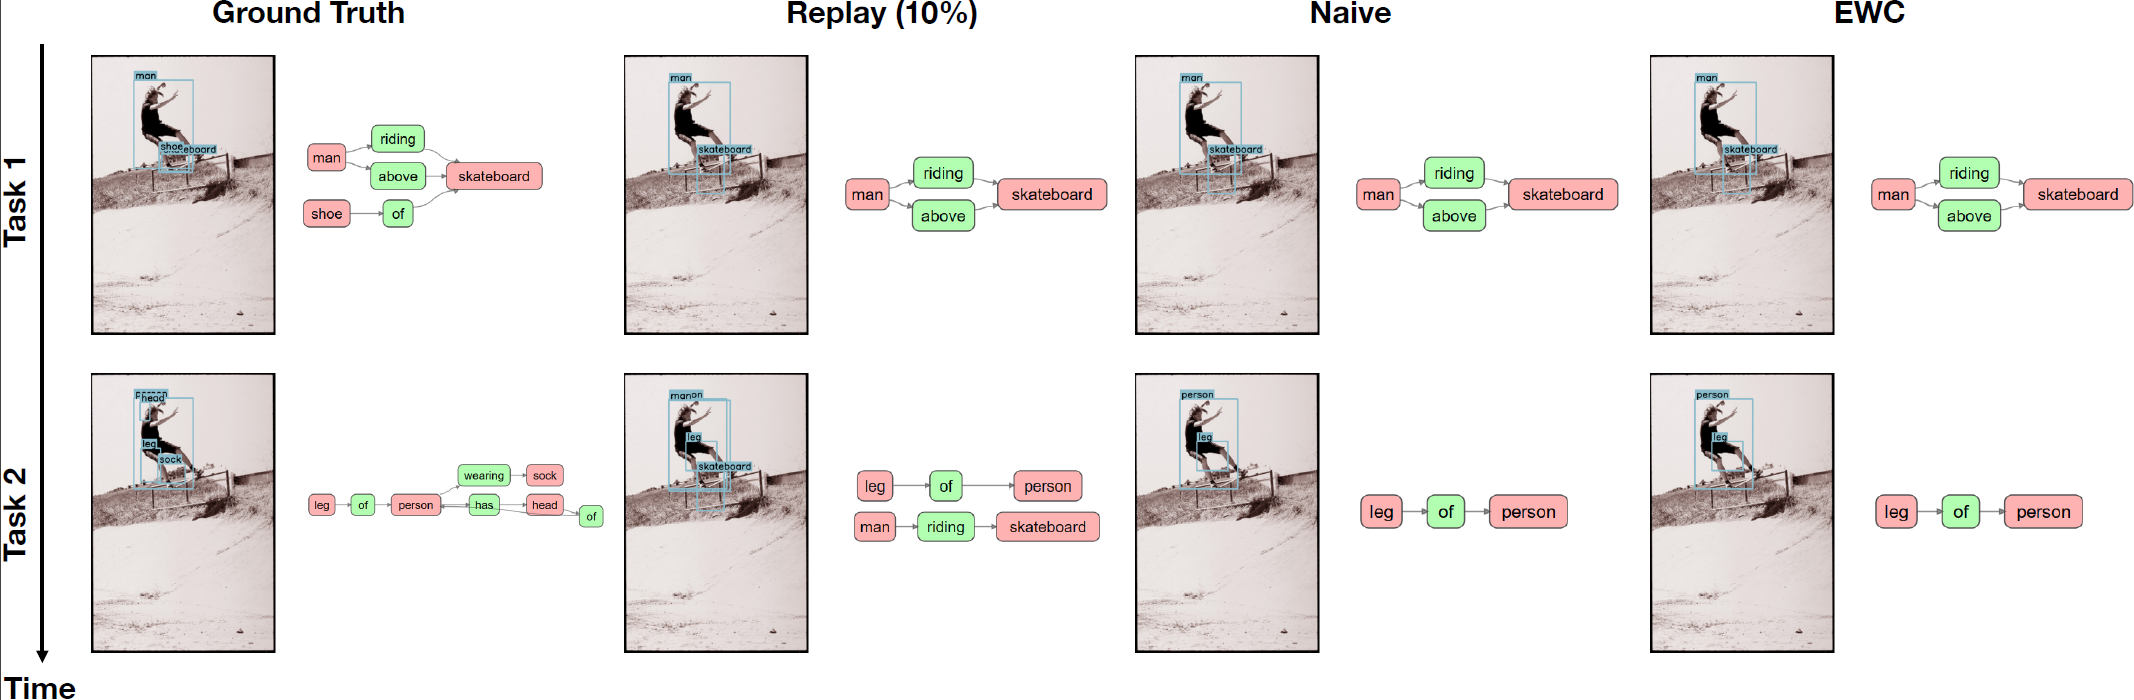 Ground Truth
Replay (10%)
Naive
EWC
Task 1
man
shoe
skateboard
man
riding
above
skateboard
shoe
of
man
skateboard
man
riding
above
skateboard
man
skateboard
man
riding
above
skateboard
man
skateboard
man
riding
above
skateboard
Task 2
person
head
leg
sock
wearing
sock
leg
of
person
has
head
of
man
leg
skateboard
leg
of
person
man
riding
skateboard
person
leg
leg
of
person
person
leg
leg
of
person
Time